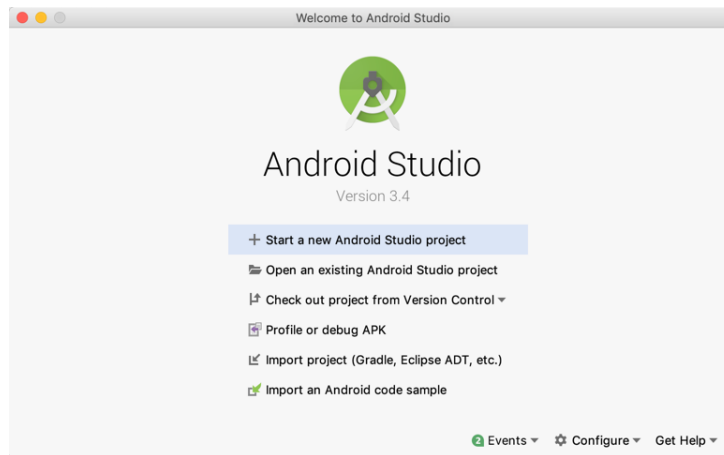 Welcome to Android Studio
Android Studio
Version 3.4
Start a new Android Studio project
Open an existing Android Studio project
Check out project from Version Control
Profile or debug APK
Import project (Gradle, Eclipse ADT, etc.)
Import an Android code sample
2 Events Configure Get Help